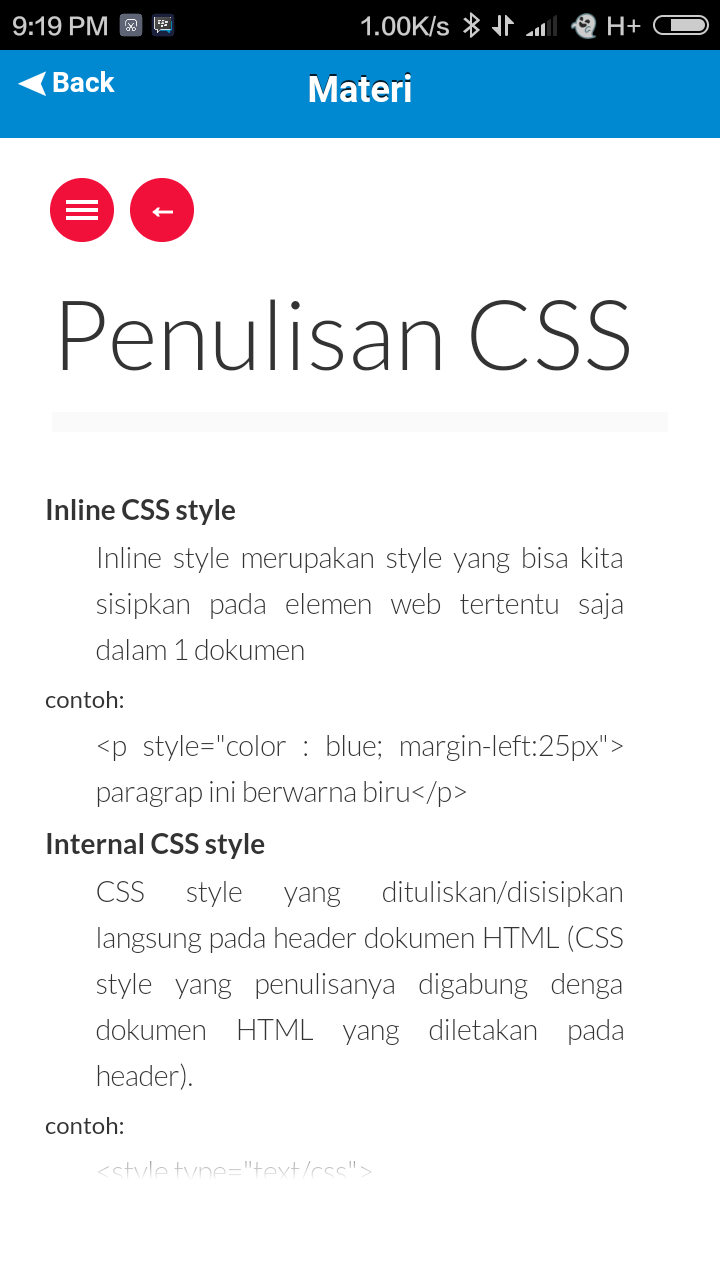 9:19 PM 1.00K/s H+
Back
Materi
Penulisan CSS
Inline CSS style
Inline style merupakan style yang bisa kita
sisipkan pada elemen web tertentu saja
dalam 1 dokumen
contoh:
<p style="color : blue; margin-left:25px">
paragrap ini berwarna biru</p>
Internal CSS style
CSS style yang dituliskan/disisipkan
langsung pada header dokumen HTML (CSS
style yang penulisanya digabung denga
dokumen HTML yang diletakan pada
header).
contoh:
<style type="text/css">